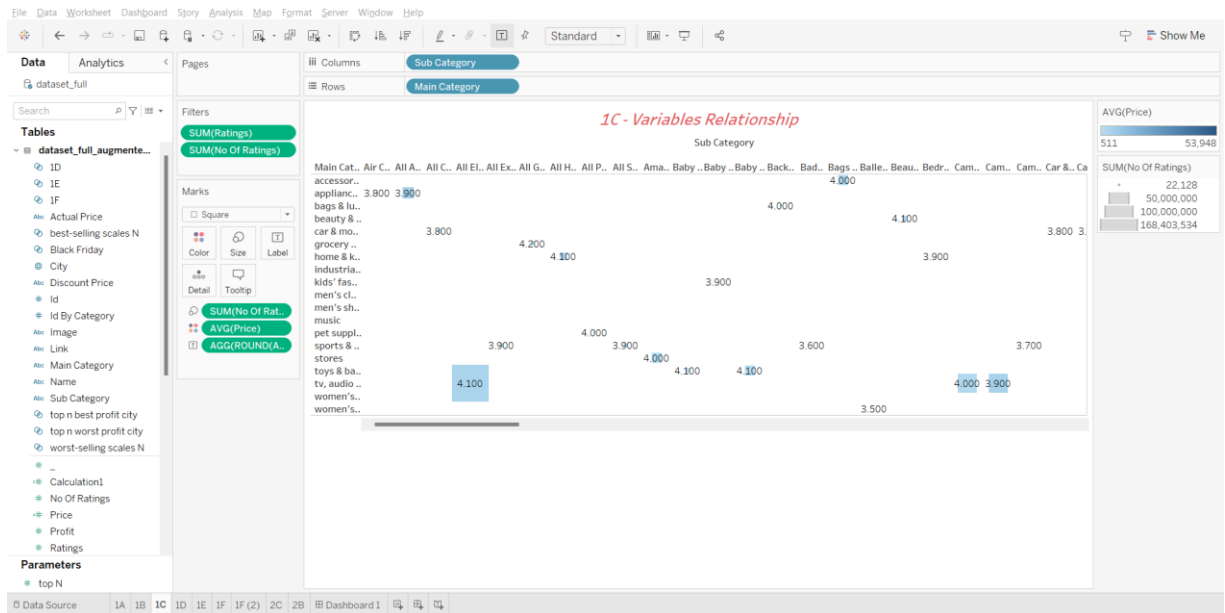 File Data Worksheet Dashboard Story Analysis Map Format Server Window Help
Standard
Show Me
Data Analytics
dataset_full
Search
Tables
dataset_full_augmente...
1D
1E
1F
Abc Actual Price
best-selling scales N
Black Friday
City
Abc Discount Price
# Id
# Id By Category
Abc Image
Abc Link
Abc Main Category
Abc Name
Abc Sub Category
top n best profit city
top n worst profit city
worst-selling scales N
# _
Calculation1
# No Of Ratings
Price
# Profit
# Ratings
Parameters
# top N
Pages
Filters
SUM(Ratings)
SUM(No Of Ratings)
Marks
Square
Color Size Label
Detail Tooltip
SUM(No Of Rat..
AVG(Price)
AGG(ROUND(A..
iii Columns Sub Category
Rows Main Category
1C - Variables Relationship
Sub Category
Main Cat.. Air C.. All A.. All C.. All El.. All Ex.. All G.. All H.. All P.. All S.. Ama.. Baby .. Baby .. Baby .. Back.. Bad.. Bags .. Balle.. Beau.. Bedr.. Cam.. Cam.. Cam.. Car &.. Ca
accessor.. 4.000
applianc.. 3.800 3.900
bags & lu.. 4.000
beauty & .. 4.100
car & mo.. 3.800 3.800 3.
grocery .. 4.200
home & k.. 4.100 3.900
industria..
kids' fas.. 3.900
men's cl..
men's sh..
music
pet suppl.. 4.000
sports & .. 3.900 3.900 3.600 3.700
stores 4.000
toys & ba.. 4.100 4.100
tv, audio .. 4.100 4.000 3.900
women's..
women's.. 3.500
AVG(Price)
511 53,948
SUM(No Of Ratings)
22,128
50,000,000
100,000,000
168,403,534
Data Source 1A 1B 1C 1D 1E 1F 1F (2) 2C 2B Dashboard 1